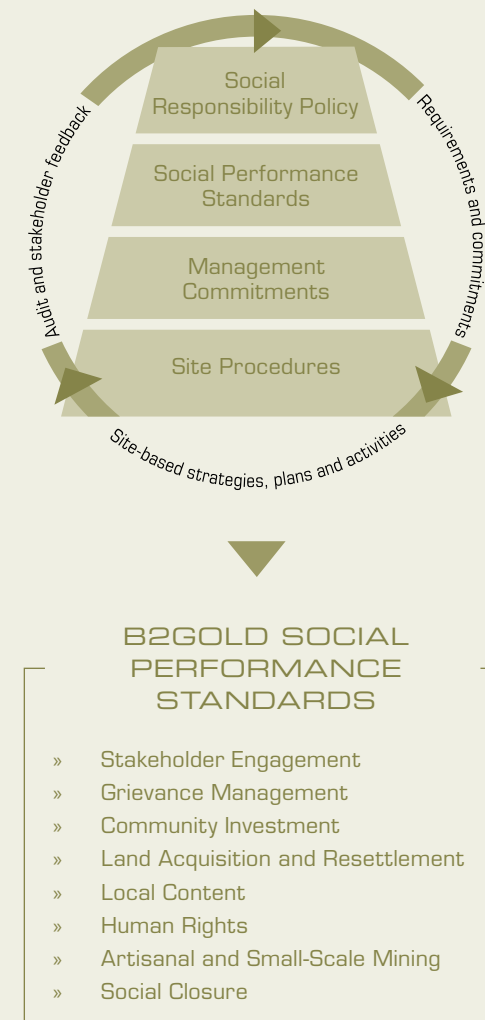 Social
Responsibility Policy
Social Performance
Standards
Management
Commitments
Site Procedures
Audit and stakeholder feedback
Requirements and commitments
Site-based strategies, plans and activities
B2GOLD SOCIAL
PERFORMANCE
STANDARDS
» Stakeholder Engagement
» Grievance Management
» Community Investment
» Land Acquisition and Resettlement
» Local Content
» Human Rights
» Artisanal and Small-Scale Mining
» Social Closure